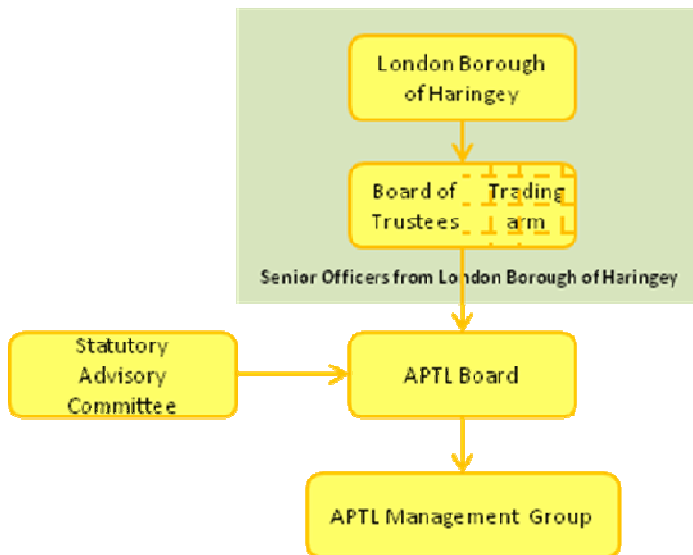 London Borough
of Haringey
Board of Trading
Trustees arm
Senior Officers from London Borough of Haringey
Statutory
Advisory
Committee
APTL Board
APTL Management Group